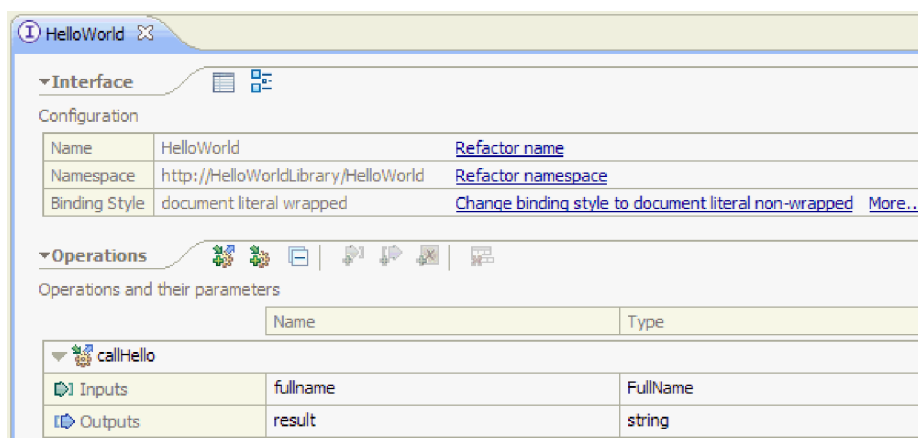 HelloWorld
Interface
Configuration
Name HelloWorld Refactor name
Namespace http://HelloWorldLibrary/HelloWorld Refactor namespace
Binding Style document literal wrapped Change binding style to document literal non-wrapped More..
Operations
Operations and their parameters
Name Type
callHello
Inputs fullname FullName
Outputs result string